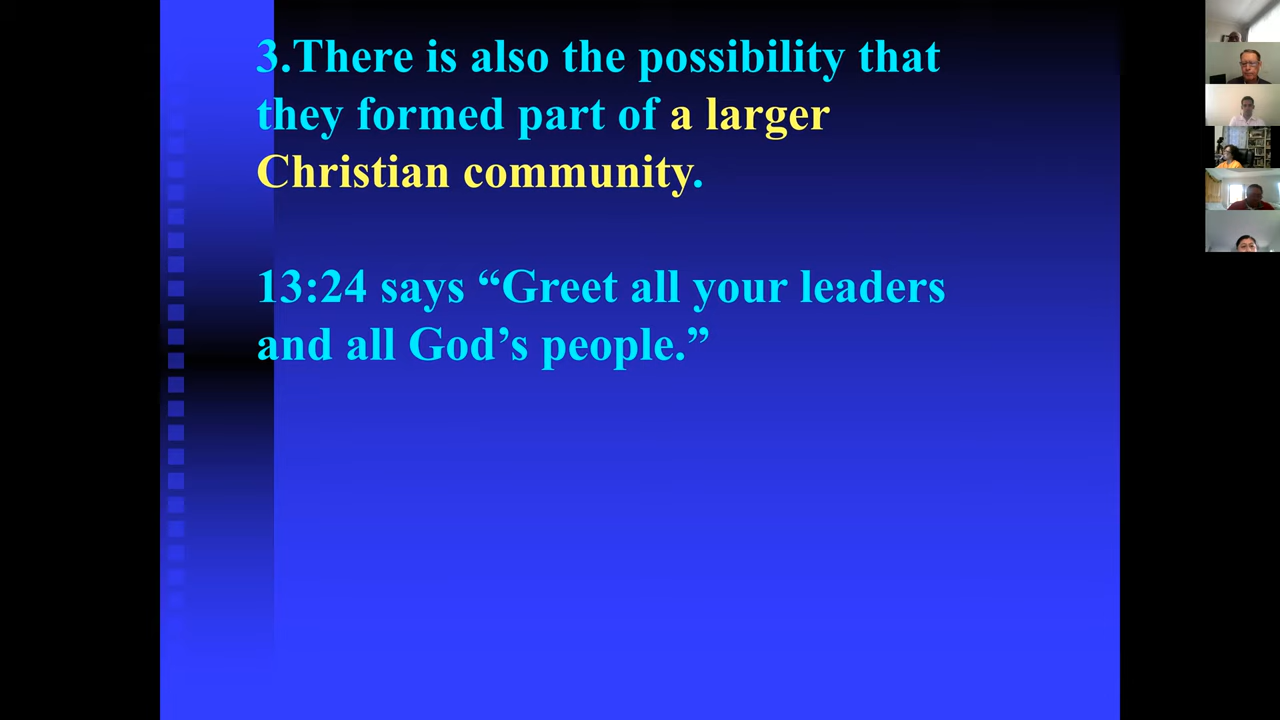 3.There is also the possibility that
they formed part of a larger
Christian community.
13:24 says “Greet all your leaders
and all God’s people.”